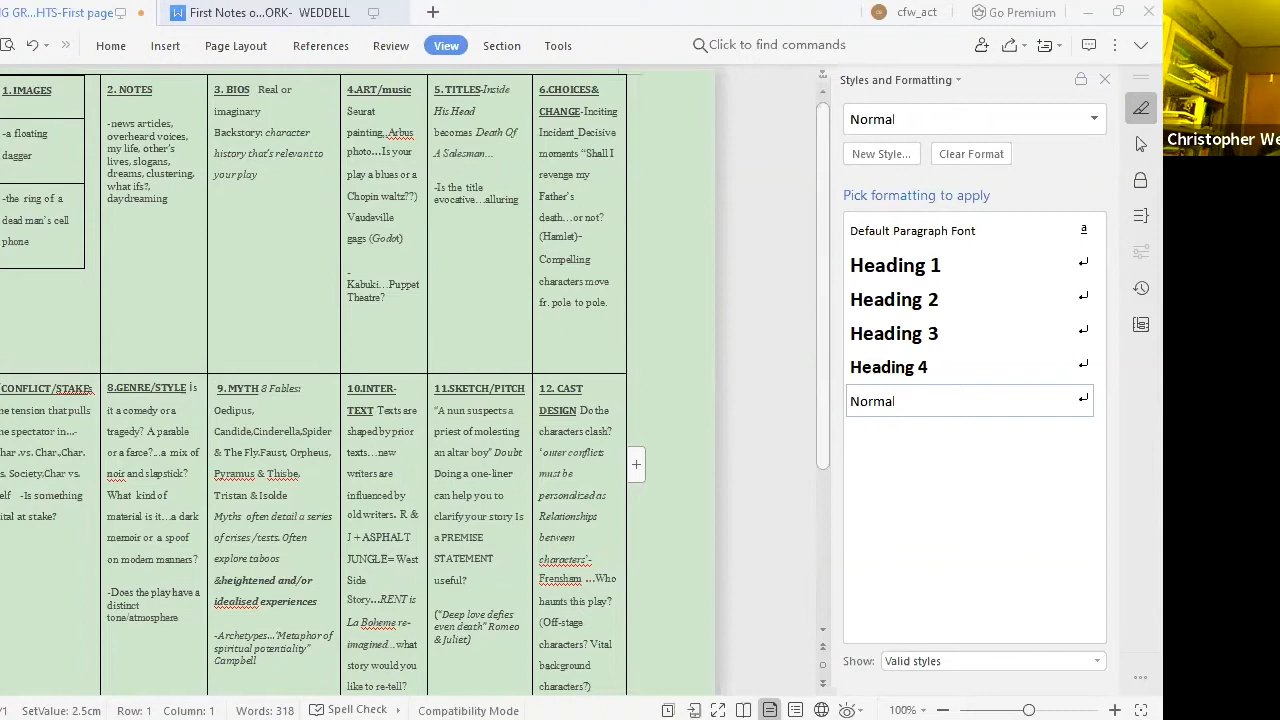 NG GR...HTS-First page
First Notes o...ORK- WEDDELL
cfw_act
Go Premium
Home
Insert
Page Layout
References
Review
View
Section
Tools
Click to find commands
1. IMAGES
-a floating
dagger
-the ring of a
dead man's cell
phone
2. NOTES
-news articles,
overheard voices,
my life, other's
lives, slogans,
dreams, clustering,
what ifs?,
daydreaming
3. BIOS Real or
imaginary
Backstory: character
history that's relevant to
your play
4.ART/music
Seurat
painting, Arbus
photo...Is your
play a blues or a
Chopin waltz??)
Vaudeville
gags (Godot)
-
Kabuki...Puppet
Theatre?
5. TITLES-Inside
His Head
becomes Death Of
A Salesman...
-Is the title
evocative...alluring
6.CHOICES&
CHANGE-Inciting
Incident Decisive
moments "Shall I
revenge my
Father's
death...or not?
(Hamlet)-
Compelling
characters move
fr. pole to pole.
CONFLICT/STAKES
he tension that pulls
he spectator in...-
Char .vs. Char.,Char.
s. Society,Char vs.
elf -Is something
ital at stake?
8.GENRE/STYLE is
it a comedy or a
tragedy? A parable
or a farce?...a mix of
noir and slapstick?
What kind of
material is it...a dark
memoir or a spoof
on modern manners?
-Does the play have a
distinct
tone/atmosphere
9. MYTH 8 Fables:
Oedipus,
Candide,Cinderella,Spider
& The Fly.Faust, Orpheus,
Pyramus & Thisbe,
Tristan & Isolde
Myths often detail a series
of crises /tests. Often
explore taboos
&heightened and/or
idealised experiences
-Archetypes...'Metaphor of
spiritual potentiality"
Campbell
10.INTER-
TEXT Texts are
shaped by prior
texts...new
writers are
influenced by
old writers. R &
J + ASPHALT
JUNGLE= West
Side
Story...RENT is
La Boheme re-
imagined...what
story would you
like to re-tell?
11.SKETCH/PITCH
"A nun suspects a
priest of molesting
an altar boy" Doubt
Doing a one-liner
can help you to
clarify your story Is
a PREMISE
STATEMENT
useful?
("Deep love defies
even death" Romeo
& Juliet)
12. CAST
DESIGN Do the
characters clash?
'outer conflicts
must be
personalized as
Relationships
between
characters'-
Frensham ...Who
haunts this play?
(Off-stage
characters? Vital
background
characters?)
Styles and Formatting
Normal
New Style...
Clear Format
Pick formatting to apply
Default Paragraph Font a
Heading 1
Heading 2
Heading 3
Heading 4
Normal
Show: Valid styles
Christopher We
/1 SetValue: 2.5cm Row: 1 Column: 1 Words: 318 Spell Check Compatibility Mode 100%